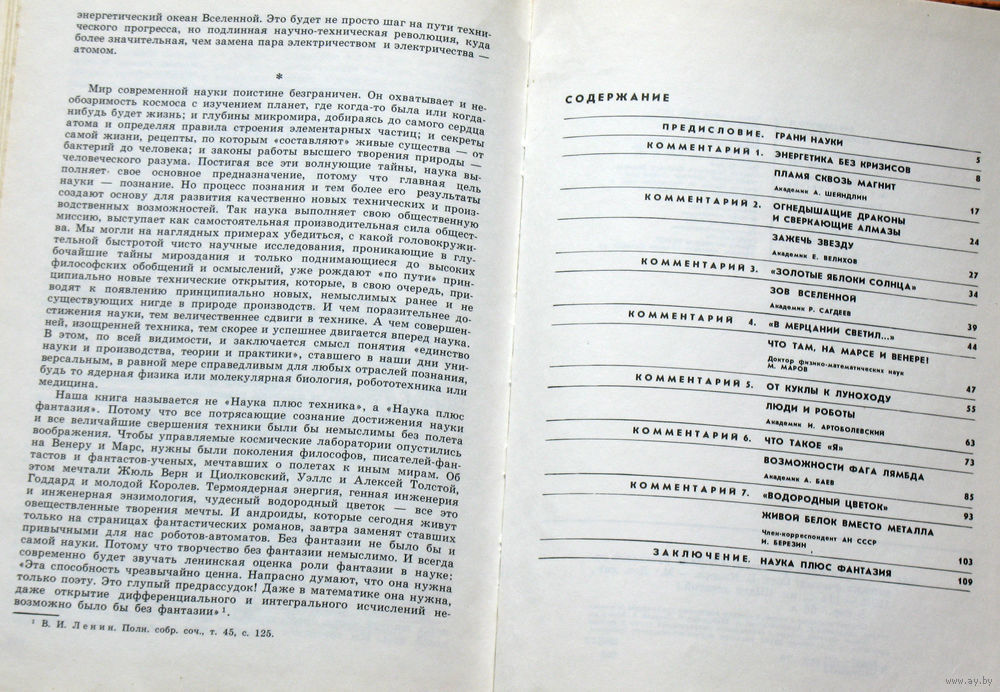 энергетический океан Вселенной. Это будет не просто шаг на пути техни-
ческого прогресса, но подлинная научно-техническая революция, куда
более значительная, чем замена пара электричеством и электричества —
атомом.
*
Мир современной науки поистине безграничен. Он охватывает и не-
обозримость космоса с изучением планет, где когда-то была или когда-
нибудь будет жизнь; и глубины микромира, добираясь до самого сердца
атома и определяя правила строения элементарных частиц; и секреты
самой жизни, рецепты, по которым «составляют» живые существа — от
бактерий до человека; и законы работы высшего творения природы —
человеческого разума. Постигая все эти волнующие тайны, наука вы-
полняет свое основное предназначение, потому что главная цель
науки — познание. Но процесс познания и тем более его результаты
создают основу для развития качественно новых технических и произ-
водственных возможностей. Так наука выполняет свою общественную
миссию, выступает как самостоятельная производительная сила общест-
ва. Мы могли на наглядных примерах убедиться, с какой головокружи-
тельной быстротой чисто научные исследования, проникающие в глу-
бочайшие тайны мироздания и только поднимающиеся до высоких
философских обобщений и осмыслений, уже рождают «по пути» прин-
ципиально новые технические открытия, которые, в свою очередь, при-
водят к появлению принципиально новых, немыслимых ранее и не
существующих нигде в природе производств. И чем поразительнее до-
стижения науки, тем величественнее сдвиги в технике. А чем совершен-
ней, изощренней техника, тем скорее и успешнее двигается вперед наука.
В этом, по всей видимости, и заключается смысл понятия «единство
науки и производства, теории и практики», ставшего в наши дни уни-
версальным, в равной мере справедливым для любых отраслей познания,
будь то ядерная физика или молекулярная биология, робототехника или
медицина.
Наша книга называется не «Наука плюс техника», а «Наука плюс
фантазия». Потому что все потрясающие сознание достижения науки
и все величайшие свершения техники были бы немыслимы без полета
воображения. Чтобы управляемые космические лаборатории опустились
на Венеру и Марс, нужны были поколения философов, писателей-фан-
тастов и фантастов-ученых, мечтавших о полетах к иным мирам. Об
этом мечтали Жюль Верн и Циолковский, Уэллс и Алексей Толстой,
Годдард и молодой Королев. Термоядерная энергия, генная инженерия
и инженерная энзимология, чудесный водородный цветок — все это
овеществленные творения мечты. И андроиды, которые сегодня живут
только на страницах фантастических романов, завтра заменят ставших
привычными для нас роботов-автоматов. Без фантазии не было бы и
самой науки. Потому что творчество без фантазии немыслимо. И всегда
современно будет звучать ленинская оценка роли фантазии в науке:
«Эта способность чрезвычайно ценна. Напрасно думают, что она нужна
только поэту. Это глупый предрассудок! Даже в математике она нужна,
даже открытие дифференциального и интегрального исчислений не-
возможно было бы без фантазии» ¹.
¹ В. И. Ленин. Полн. собр. соч., т. 45, с. 125.
СОДЕРЖАНИЕ
ПРЕДИСЛОВИЕ. ГРАНИ НАУКИ 5
КОММЕНТАРИЙ 1. ЭНЕРГЕТИКА БЕЗ КРИЗИСОВ 8
ПЛАМЯ СКВОЗЬ МАГНИТ
Академик А. ШЕЙНДЛИН 17
КОММЕНТАРИЙ 2. ОГНЕДЫШАЩИЕ ДРАКОНЫ
И СВЕРКАЮЩИЕ АЛМАЗЫ 24
ЗАЖЕЧЬ ЗВЕЗДУ
Академик Е. ВЕЛИХОВ 27
КОММЕНТАРИЙ 3. «ЗОЛОТЫЕ ЯБЛОКИ СОЛНЦА» 34
ЗОВ ВСЕЛЕННОЙ
Академик Р. САГДЕЕВ 39
КОММЕНТАРИЙ 4. «В МЕРЦАНИИ СВЕТИЛ...» 44
ЧТО ТАМ, НА МАРСЕ И ВЕНЕРЕ!
Доктор физико-математических наук
М. МАРОВ 47
КОММЕНТАРИЙ 5. ОТ КУКЛЫ К ЛУНОХОДУ 55
ЛЮДИ И РОБОТЫ
Академик И. АРТОБОЛЕВСКИЙ 63
КОММЕНТАРИЙ 6. ЧТО ТАКОЕ «Я» 73
ВОЗМОЖНОСТИ ФАГА ЛЯМБДА
Академик А. БАЕВ 85
КОММЕНТАРИЙ 7. «ВОДОРОДНЫЙ ЦВЕТОК» 93
ЖИВОЙ БЕЛОК ВМЕСТО МЕТАЛЛА
Член-корреспондент АН СССР
И. БЕРЕЗИН 103
ЗАКЛЮЧЕНИЕ. НАУКА ПЛЮС ФАНТАЗИЯ 109
www.ay.by